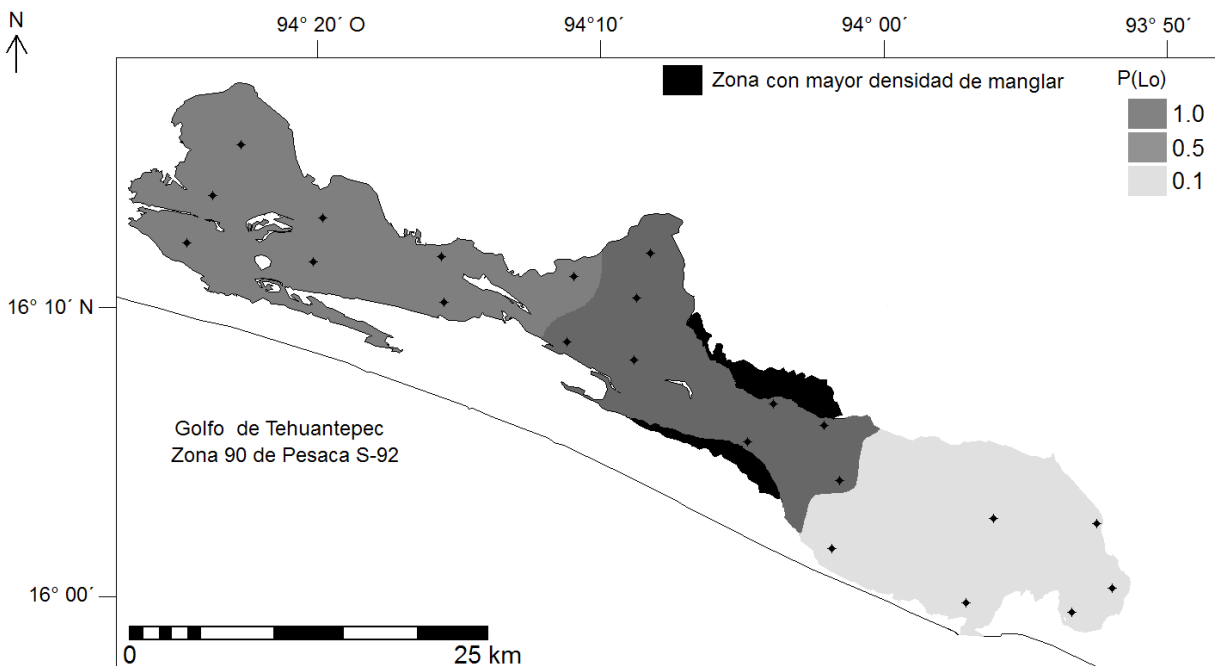 N
94° 20´ O
94° 10´
94° 00´
93° 50´
Zona con mayor densidad de manglar
P(Lo)
1.0
0.5
0.1
16° 10´ N
Golfo de Tehuantepec
Zona 90 de Pesaca S-92
16° 00´
0
25 km